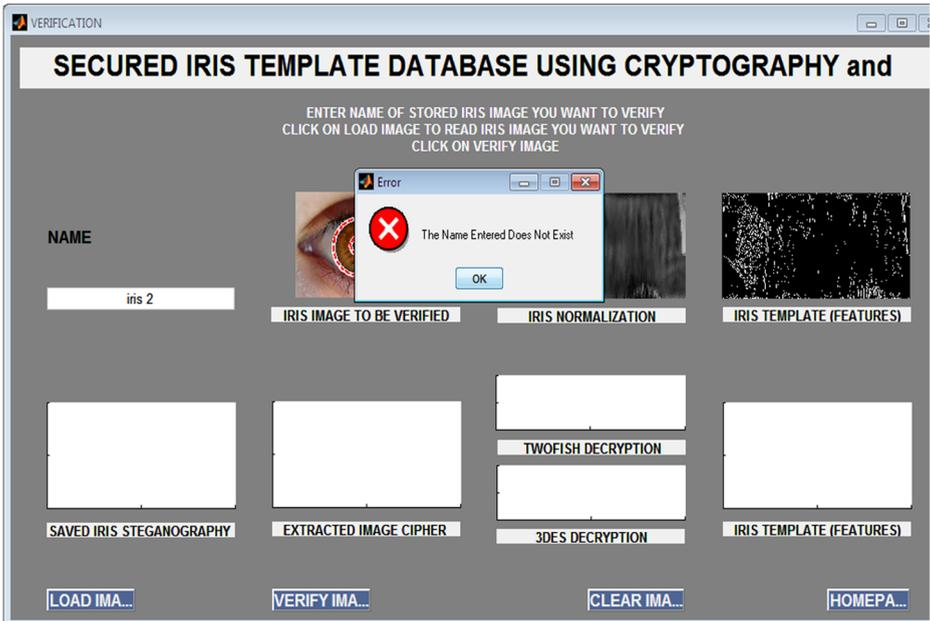 VERIFICATION
SECURED IRIS TEMPLATE DATABASE USING CRYPTOGRAPHY and
ENTER NAME OF STORED IRIS IMAGE YOU WANT TO VERIFY
CLICK ON LOAD IMAGE TO READ IRIS IMAGE YOU WANT TO VERIFY
CLICK ON VERIFY IMAGE
Error
The Name Entered Does Not Exist
OK
NAME
iris 2
IRIS IMAGE TO BE VERIFIED
IRIS NORMALIZATION
IRIS TEMPLATE (FEATURES)
TWOFISH DECRYPTION
SAVED IRIS STEGANOGRAPHY
EXTRACTED IMAGE CIPHER
3DES DECRYPTION
IRIS TEMPLATE (FEATURES)
LOAD IMA...
VERIFY IMA...
CLEAR IMA...
HOMEPA...